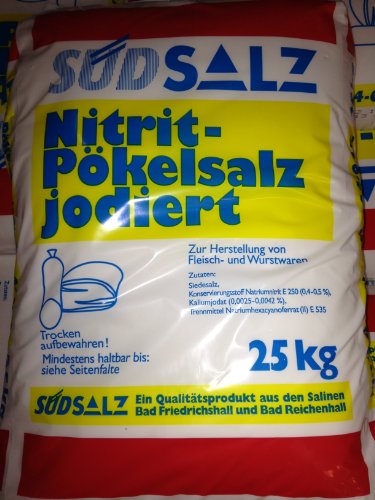 SÜDSALZ
Nitrit-
Pökelsalz
jodiert
Zur Herstellung von
Fleisch- und Wurstwaren
Zutaten:
Siedesalz,
Konservierungsstoff Natriumnitrit E 250 (0,4-0,5 %),
Kaliumjodat (0,0025-0,0042 %),
Trennmittel Natriumhexacyanoferrat (II) E 535
Trocken
aufbewahren!
Mindestens haltbar bis:
siehe Seitenfalte
25 kg
SÜDSALZ
Ein Qualitätsprodukt aus den Salinen
Bad Friedrichshall und Bad Reichenhall